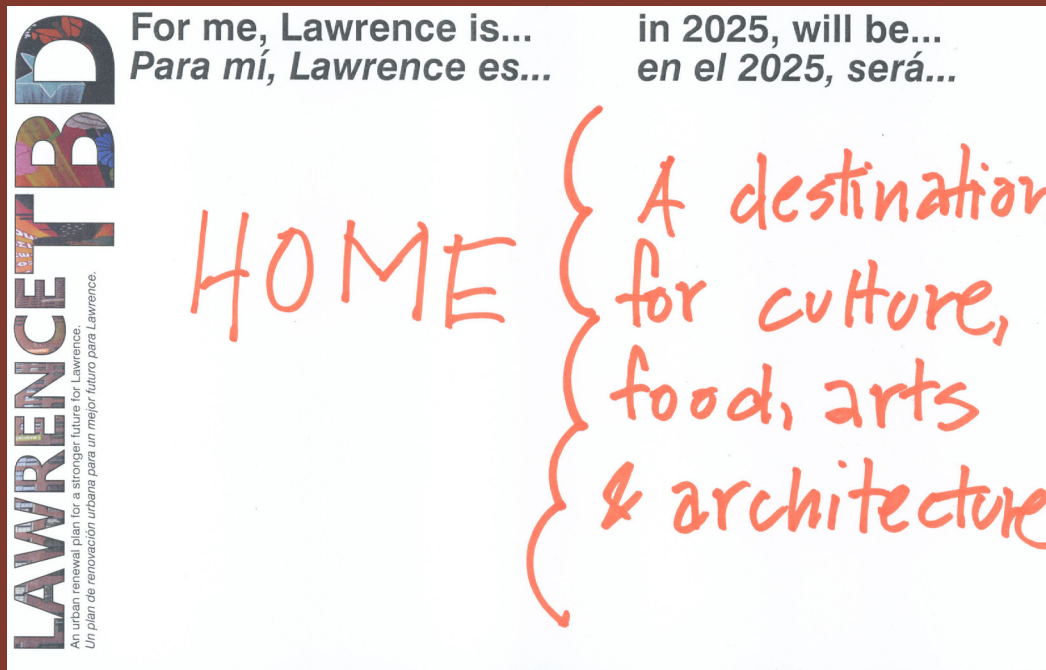 For me, Lawrence is...
Para mí, Lawrence es...
in 2025, will be...
en el 2025, será...
HOME
A destination
for culture,
food, arts
& architecture
LAWRENCE TBD
An urban renewal plan for a stronger future for Lawrence.
Un plan de renovación urbana para un mejor futuro para Lawrence.